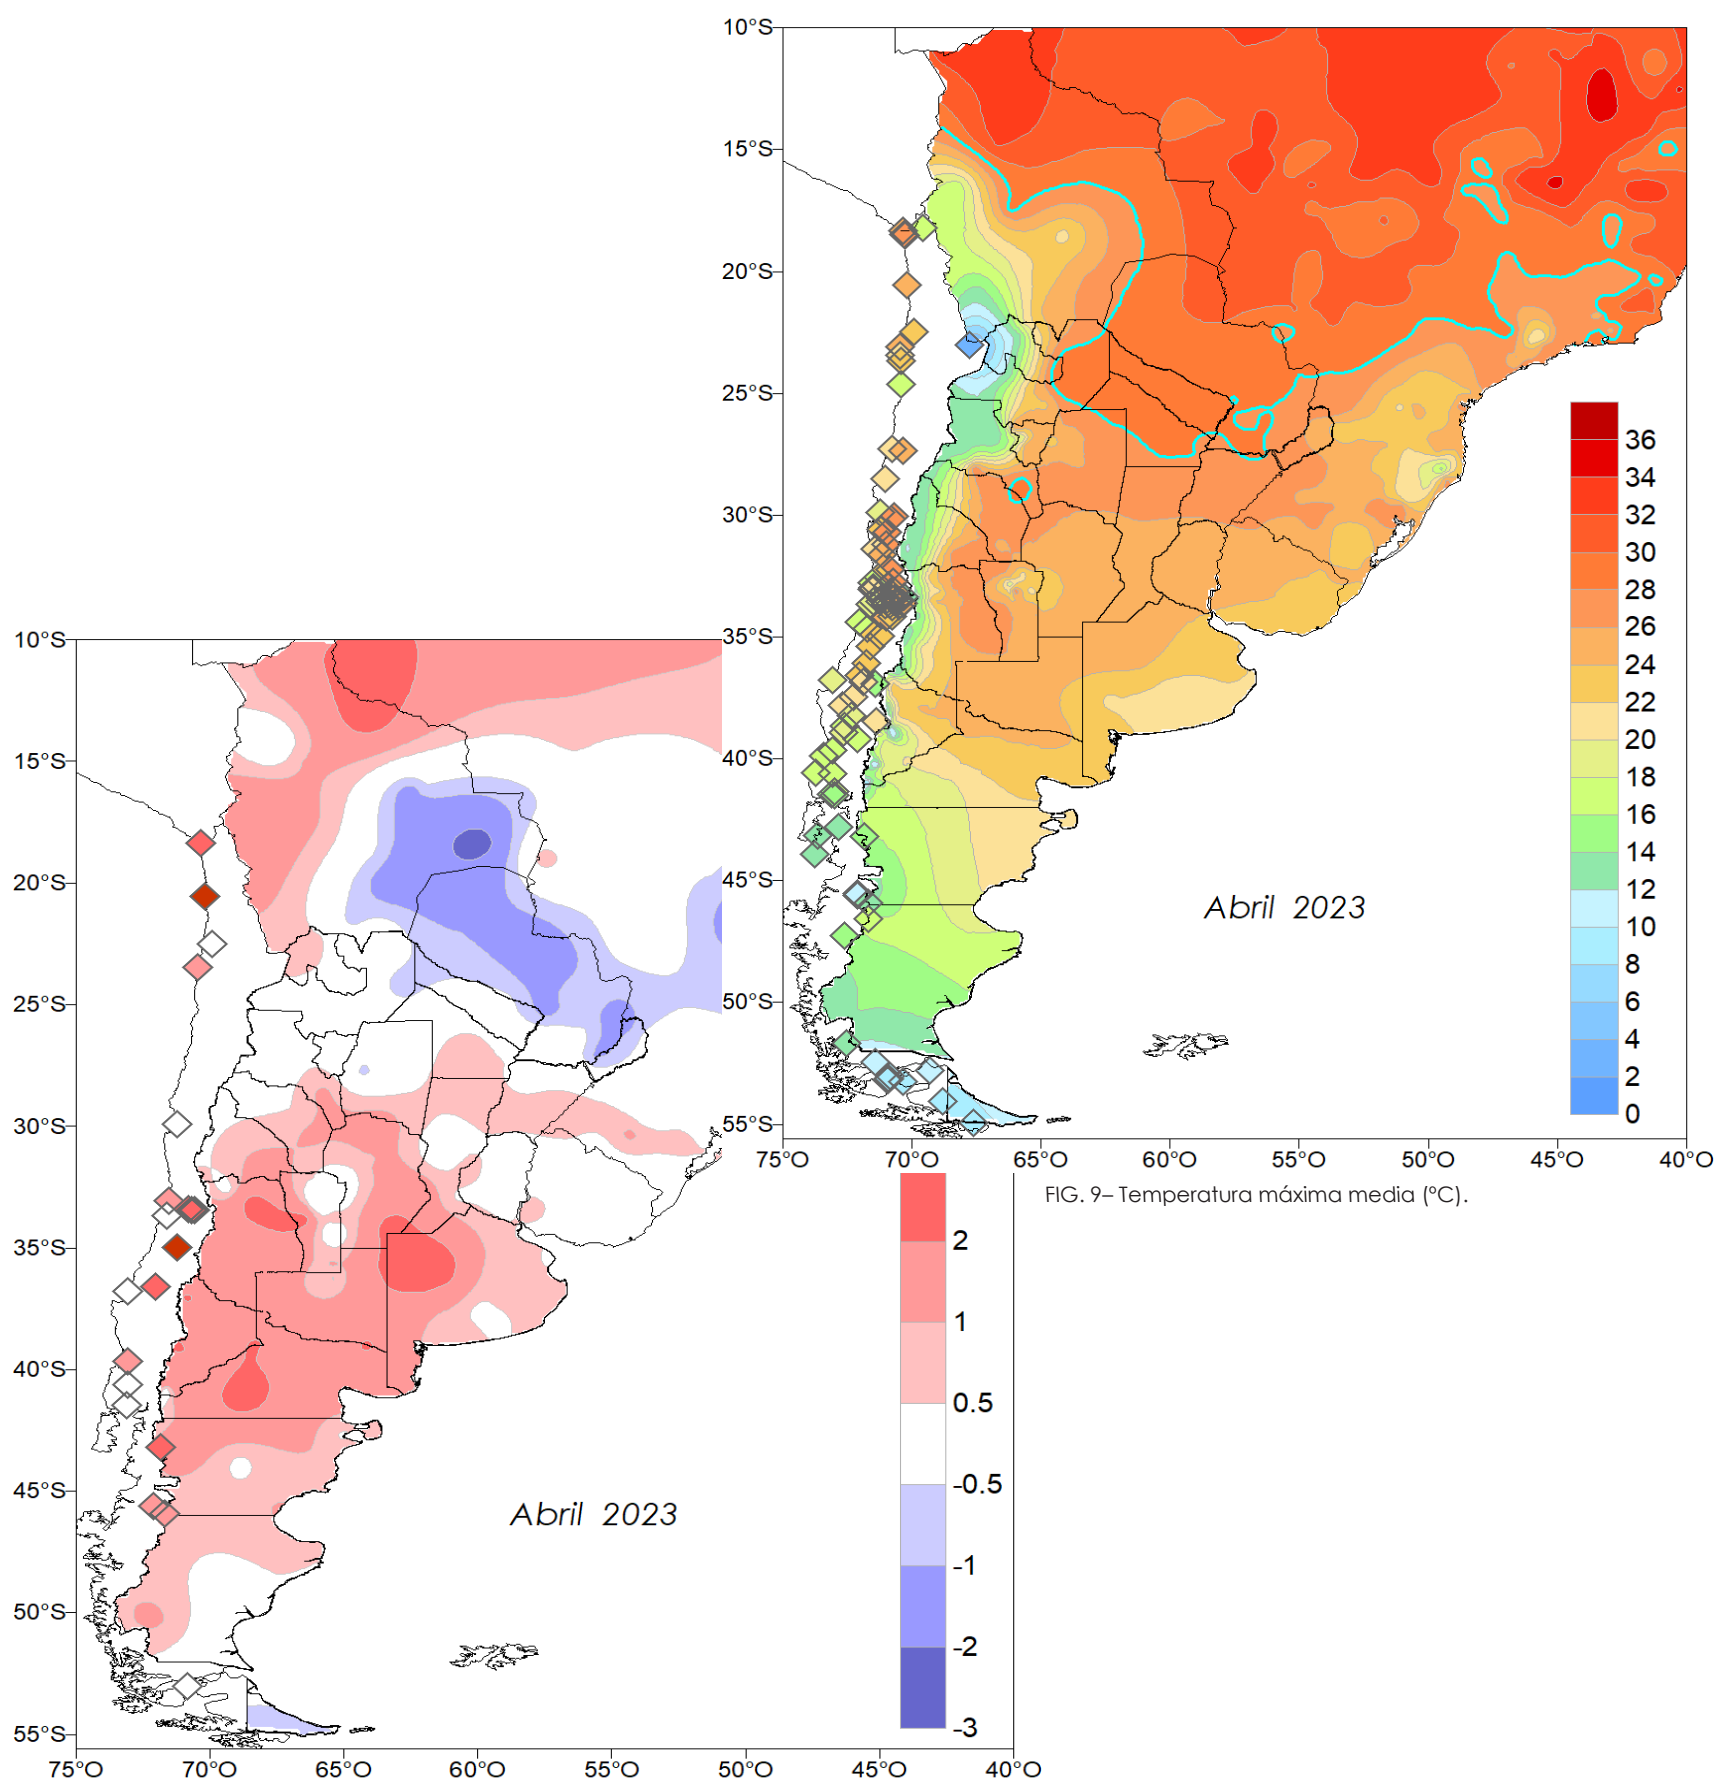 10°S
15°S
20°S
25°S
30°S
35°S
40°S
45°S
50°S
55°S
75°O 70°O 65°O 60°O 55°O 50°O 45°O 40°O
36
34
32
30
28
26
24
22
20
18
16
14
12
10
8
6
4
2
0
Abril 2023
FIG. 9– Temperatura máxima media (°C).
10°S
15°S
20°S
25°S
30°S
35°S
40°S
45°S
50°S
55°S
75°O 70°O 65°O 60°O 55°O 50°O 45°O 40°O
2
1
0.5
-0.5
-1
-2
-3
Abril 2023